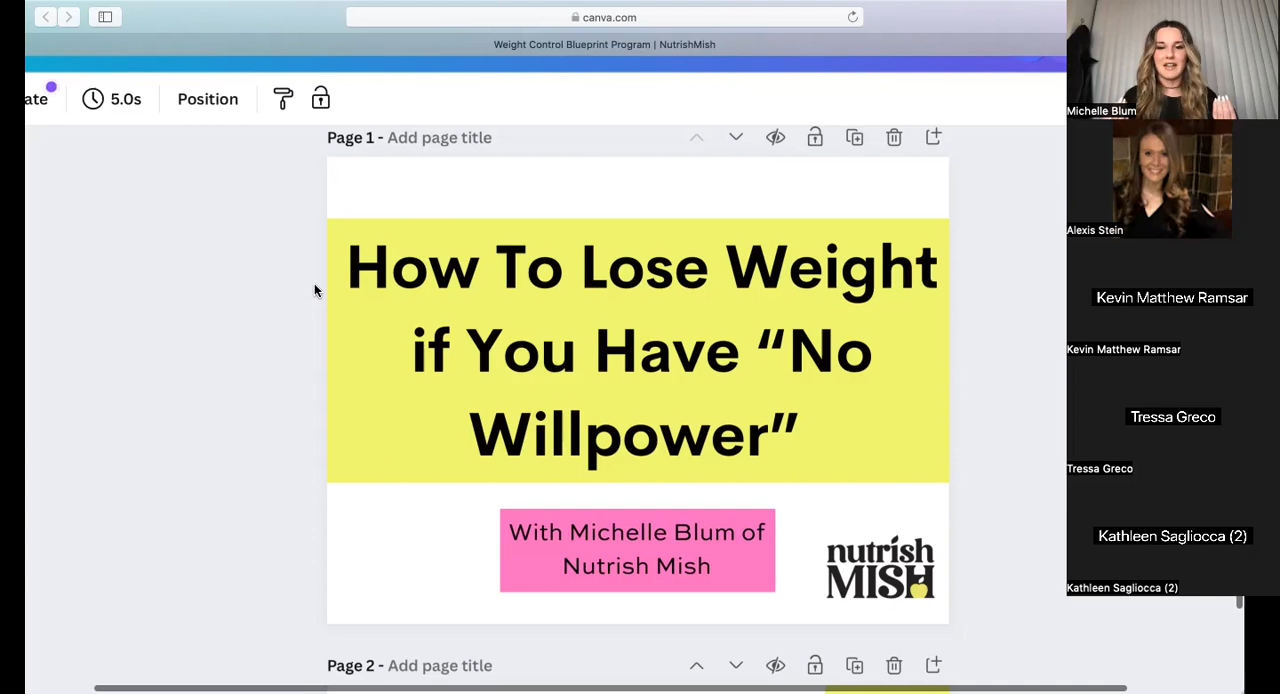 canva.com
Weight Control Blueprint Program | NutrishMish
ate
5.0s
Position
Page 1 - Add page title
How To Lose Weight
if You Have “No
Willpower”
With Michelle Blum of
Nutrish Mish
nutrish
MISH
Page 2 - Add page title
Michelle Blum
Alexis Stein
Kevin Matthew Ramsar
Kevin Matthew Ramsar
Tressa Greco
Tressa Greco
Kathleen Sagliocca (2)
Kathleen Sagliocca (2)